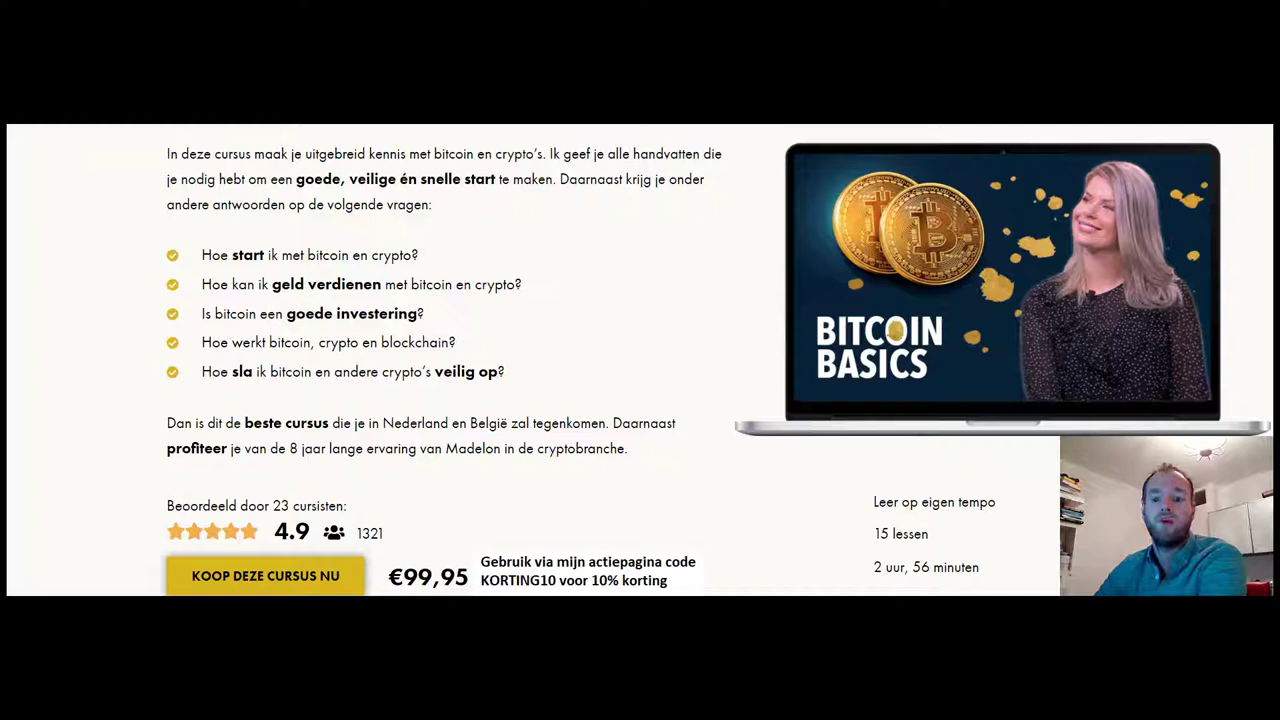 In deze cursus maak je uitgebreid kennis met bitcoin en crypto's. Ik geef je alle handvatten die
je nodig hebt om een goede, veilige én snelle start te maken. Daarnaast krijg je onder
andere antwoorden op de volgende vragen:
Hoe start ik met bitcoin en crypto?
Hoe kan ik geld verdienen met bitcoin en crypto?
Is bitcoin een goede investering?
Hoe werkt bitcoin, crypto en blockchain?
Hoe sla ik bitcoin en andere crypto's veilig op?
Dan is dit de beste cursus die je in Nederland en België zal tegenkomen. Daarnaast
profiteer je van de 8 jaar lange ervaring van Madelon in de cryptobranche.
Beoordeeld door 23 cursisten:
4.9 1321
KOOP DEZE CURSUS NU
€99,95
Gebruik via mijn actiepagina code
KORTING10 voor 10% korting
BITCOIN
BASICS
Leer op eigen tempo
15 lessen
2 uur, 56 minuten